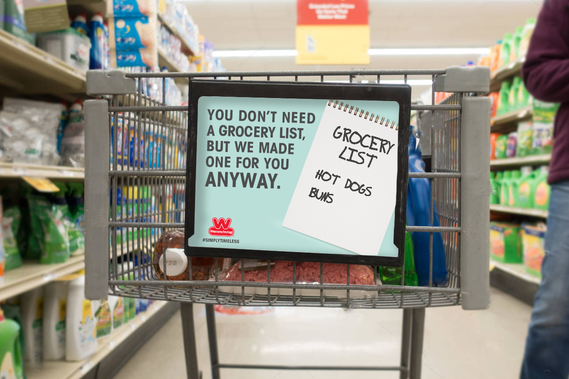 YOU DON'T NEED
A GROCERY LIST,
BUT WE MADE
ONE FOR YOU
ANYWAY.
#SIMPLYTIMELESS
GROCERY
LIST
HOT DOGS
BUNS